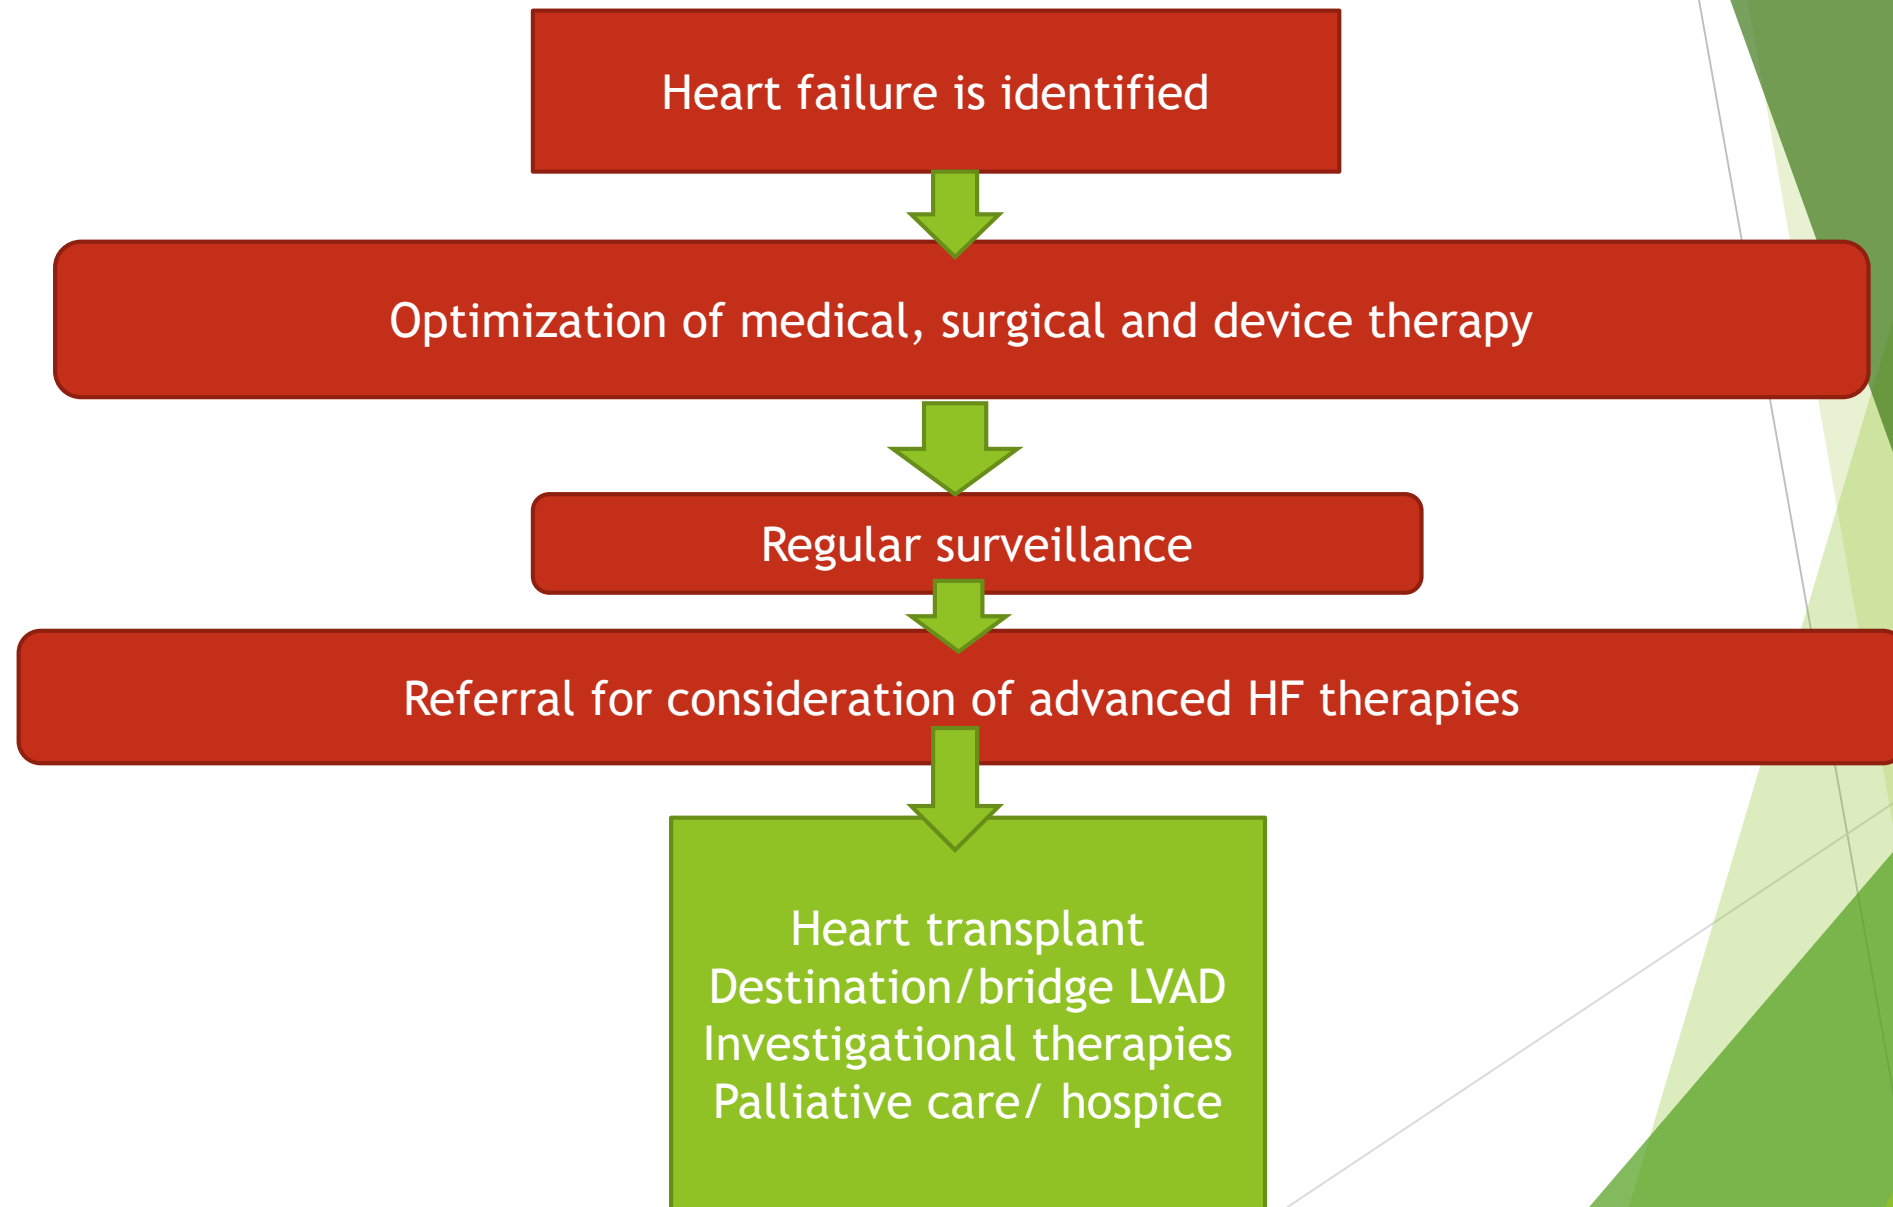 Heart failure is identified
Optimization of medical, surgical and device therapy
Regular surveillance
Referral for consideration of advanced HF therapies
Heart transplant
Destination/bridge LVAD
Investigational therapies
Palliative care/ hospice